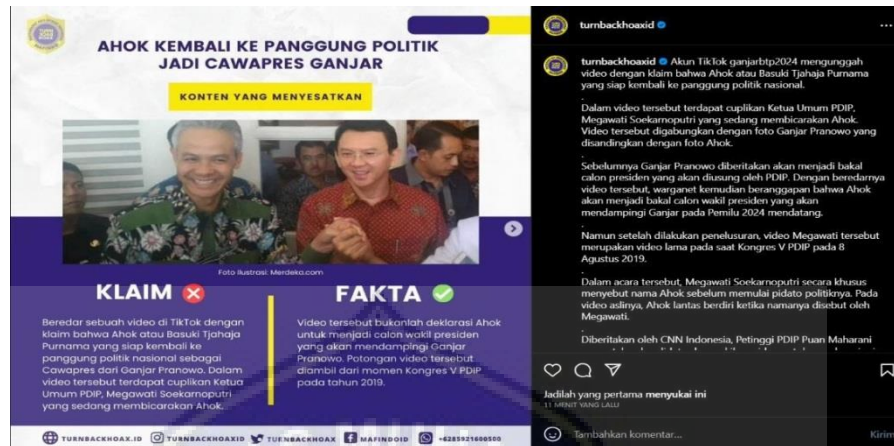 AHOK KEMBALI KE PANGGUNG POLITIK
JADI CAWAPRES GANJAR
KONTEN YANG MENYESATKAN
Foto Ilustrasi: Merdeka.com
KLAIM
Beredar sebuah video di TikTok dengan
klaim bahwa Ahok atau Basuki Tjahaja
Purnama yang siap kembali ke
panggung politik nasional sebagai
Cawapres dari Ganjar Pranowo. Dalam
video tersebut terdapat cuplikan Ketua
Umum PDIP, Megawati Soekarnoputri
yang sedang membicarakan Ahok.
FAKTA
Video tersebut bukanlah deklarasi Ahok
untuk menjadi calon wakil presiden
yang akan mendampingi Ganjar
Pranowo. Potongan video tersebut
diambil dari momen Kongres V PDIP
pada tahun 2019.
TURNBACKHOAX.ID TURNBACKHOAXID TURNBACKHOAX MAFINDOID +6285921600500
turnbackhoaxid
turnbackhoaxid Akun TikTok ganjarbtp2024 mengunggah
video dengan klaim bahwa Ahok atau Basuki Tjahaja Purnama
yang siap kembali ke panggung politik nasional.
.
Dalam video tersebut terdapat cuplikan Ketua Umum PDIP,
Megawati Soekarnoputri yang sedang membicarakan Ahok.
Video tersebut digabungkan dengan foto Ganjar Pranowo yang
disandingkan dengan foto Ahok.
.
Sebelumnya Ganjar Pranowo diberitakan akan menjadi bakal
calon presiden yang akan diusung oleh PDIP. Dengan beredarnya
video tersebut, warganet kemudian beranggapan bahwa Ahok
akan menjadi bakal calon wakil presiden yang akan
mendampingi Ganjar pada Pemilu 2024 mendatang.
.
Namun setelah dilakukan penelusuran, video Megawati tersebut
merupakan video lama pada saat Kongres V PDIP pada 8
Agustus 2019.
.
Dalam acara tersebut, Megawati Soekarnoputri secara khusus
menyebut nama Ahok sebelum memulai pidato politiknya. Pada
video aslinya, Ahok lantas berdiri ketika namanya disebut oleh
Megawati.
.
Diberitakan oleh CNN Indonesia, Petinggi PDIP Puan Maharani
Jadilah yang pertama menyukai ini
11 MENIT YANG LALU
Tambahkan komentar...
Kirim